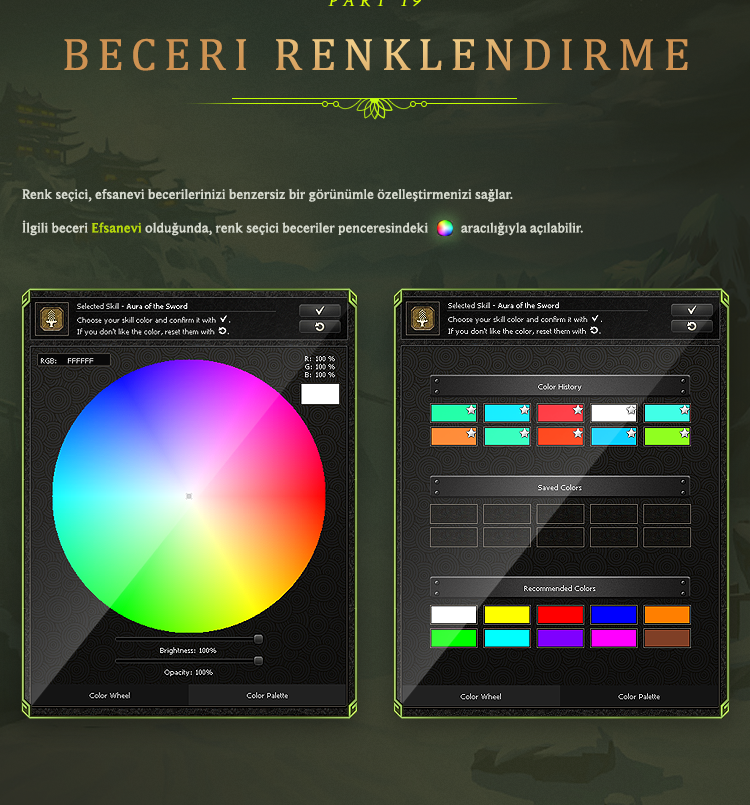 PART 19
BECERI RENKLENDIRME
Renk seçici, efsanevi becerilerinizi benzersiz bir görünümle özelleştirmenizi sağlar.
İlgili beceri Efsanevi olduğunda, renk seçici beceriler penceresindeki aracılığıyla açılabilir.
Selected Skill - Aura of the Sword
Choose your skill color and confirm it with .
If you don't like the color, reset them with .
RGB: FFFFFF
R: 100 %
G: 100 %
B: 100 %
Brightness: 100%
Opacity: 100%
Color Wheel
Color Palette
Selected Skill - Aura of the Sword
Choose your skill color and confirm it with .
If you don't like the color, reset them with .
Color History
Saved Colors
Recommended Colors
Color Wheel
Color Palette